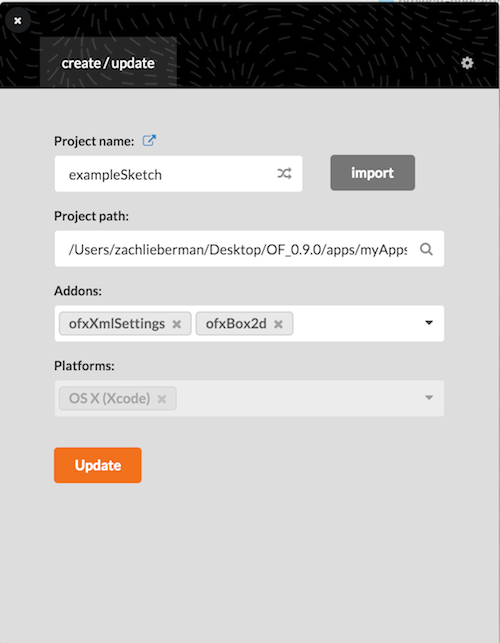 create / update
Project name:
exampleSketch
import
Project path:
/Users/zachlieberman/Desktop/OF_0.9.0/apps/myApps
Addons:
ofxXmlSettings ofxBox2d
Platforms:
OS X (Xcode)
Update